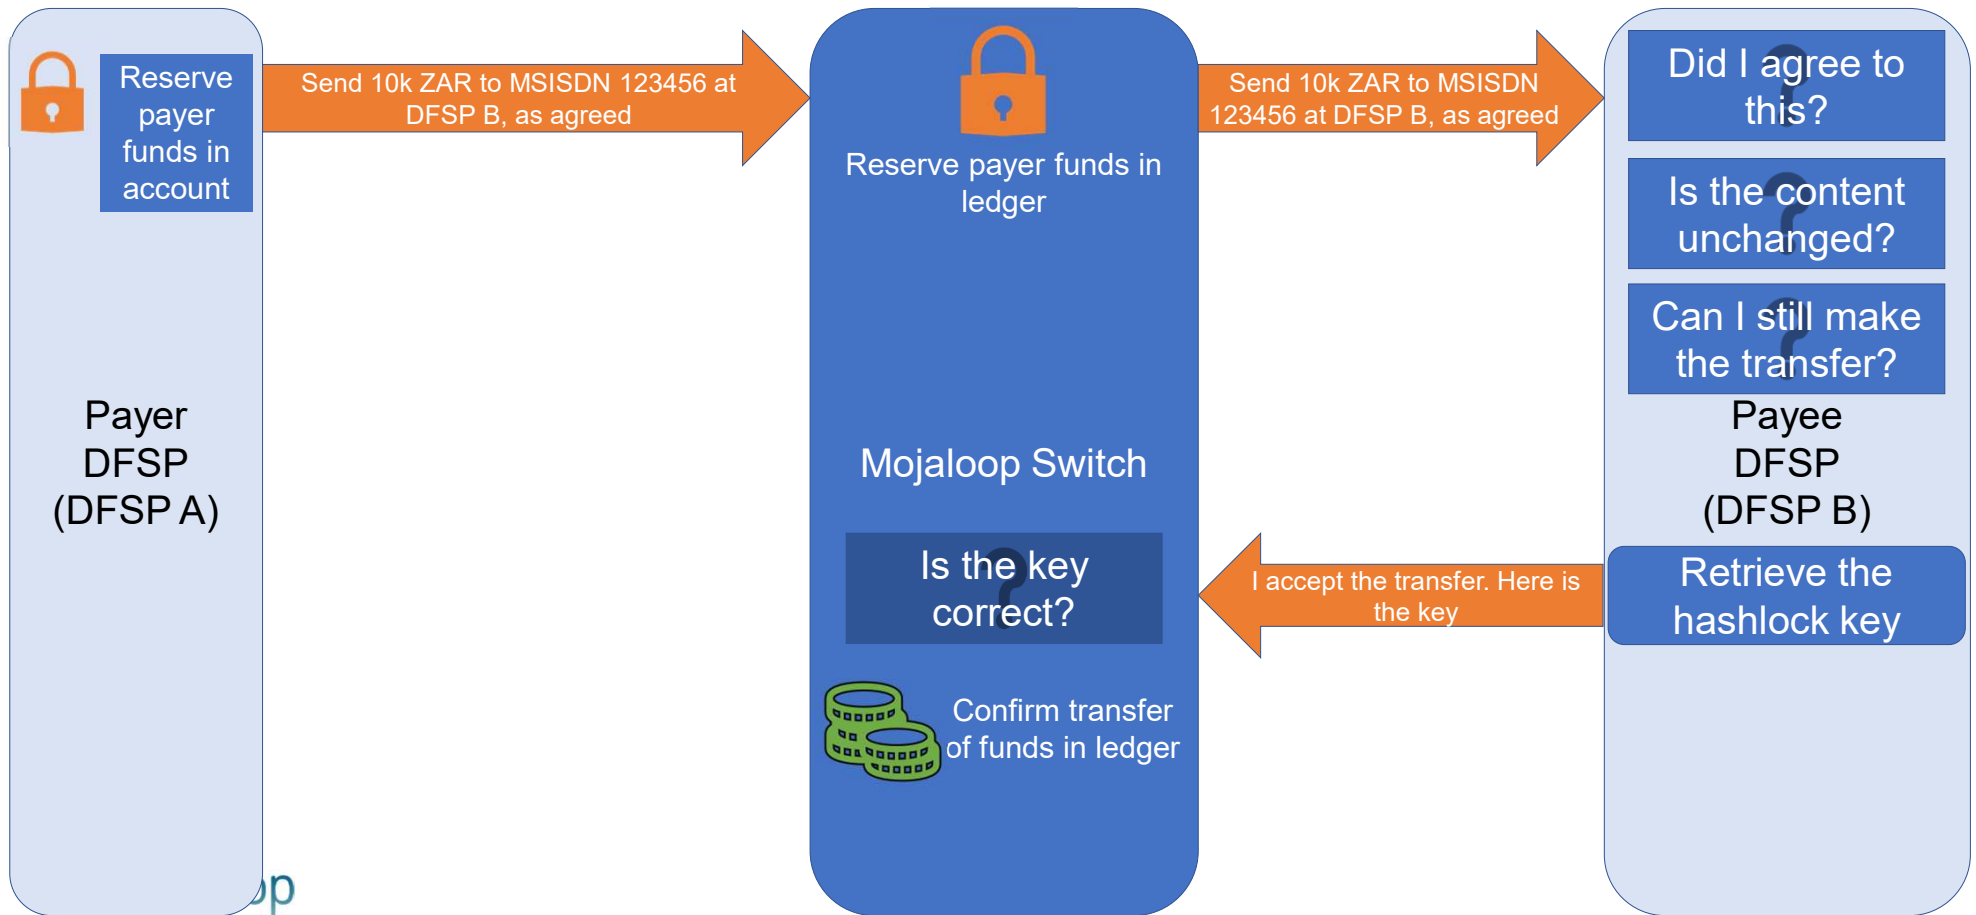 Reserve
payer
funds in
account
Send 10k ZAR to MSISDN 123456 at
DFSP B, as agreed
Reserve payer funds in
ledger
Send 10k ZAR to MSISDN
123456 at DFSP B, as agreed
Did I agree to
this?
Is the content
unchanged?
Can I still make
the transfer?
Payer
DFSP
(DFSP A)
Mojaloop Switch
Payee
DFSP
(DFSP B)
Is the key
correct?
I accept the transfer. Here is
the key
Retrieve the
hashlock key
Confirm transfer
of funds in ledger